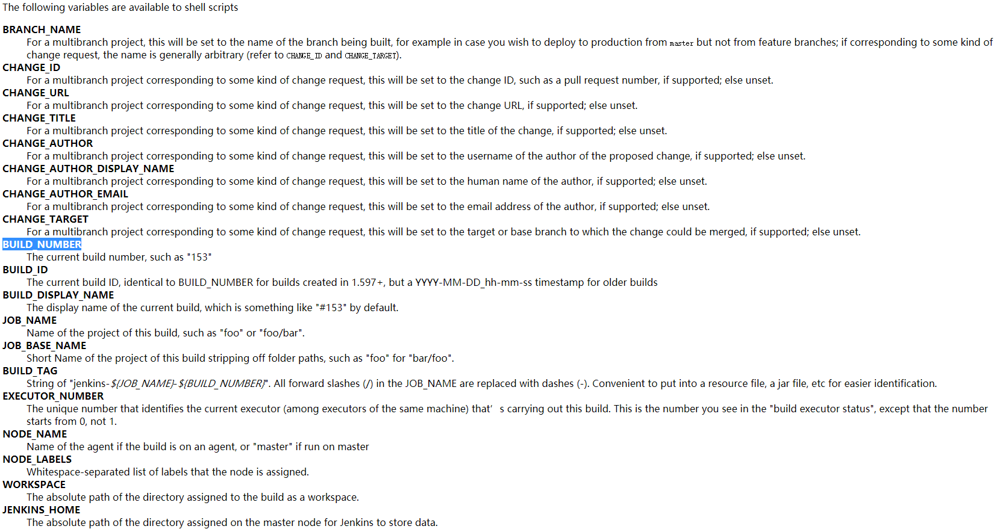 The following variables are available to shell scripts
BRANCH_NAME
For a multibranch project, this will be set to the name of the branch being built, for example in case you wish to deploy to production from master but not from feature branches; if corresponding to some kind of
change request, the name is generally arbitrary (refer to CHANGE_ID and CHANGE_TARGET).
CHANGE_ID
For a multibranch project corresponding to some kind of change request, this will be set to the change ID, such as a pull request number, if supported; else unset.
CHANGE_URL
For a multibranch project corresponding to some kind of change request, this will be set to the change URL, if supported; else unset.
CHANGE_TITLE
For a multibranch project corresponding to some kind of change request, this will be set to the title of the change, if supported; else unset.
CHANGE_AUTHOR
For a multibranch project corresponding to some kind of change request, this will be set to the username of the author of the proposed change, if supported; else unset.
CHANGE_AUTHOR_DISPLAY_NAME
For a multibranch project corresponding to some kind of change request, this will be set to the human name of the author, if supported; else unset.
CHANGE_AUTHOR_EMAIL
For a multibranch project corresponding to some kind of change request, this will be set to the email address of the author, if supported; else unset.
CHANGE_TARGET
For a multibranch project corresponding to some kind of change request, this will be set to the target or base branch to which the change could be merged, if supported; else unset.
BUILD_NUMBER
The current build number, such as "153"
BUILD_ID
The current build ID, identical to BUILD_NUMBER for builds created in 1.597+, but a YYYY-MM-DD_hh-mm-ss timestamp for older builds
BUILD_DISPLAY_NAME
The display name of the current build, which is something like "#153" by default.
JOB_NAME
Name of the project of this build, such as "foo" or "foo/bar".
JOB_BASE_NAME
Short Name of the project of this build stripping off folder paths, such as "foo" for "bar/foo".
BUILD_TAG
String of "jenkins-${JOB_NAME}-${BUILD_NUMBER}". All forward slashes (/) in the JOB_NAME are replaced with dashes (-). Convenient to put into a resource file, a jar file, etc for easier identification.
EXECUTOR_NUMBER
The unique number that identifies the current executor (among executors of the same machine) that’s carrying out this build. This is the number you see in the "build executor status", except that the number
starts from 0, not 1.
NODE_NAME
Name of the agent if the build is on an agent, or "master" if run on master
NODE_LABELS
Whitespace-separated list of labels that the node is assigned.
WORKSPACE
The absolute path of the directory assigned to the build as a workspace.
JENKINS_HOME
The absolute path of the directory assigned on the master node for Jenkins to store data.